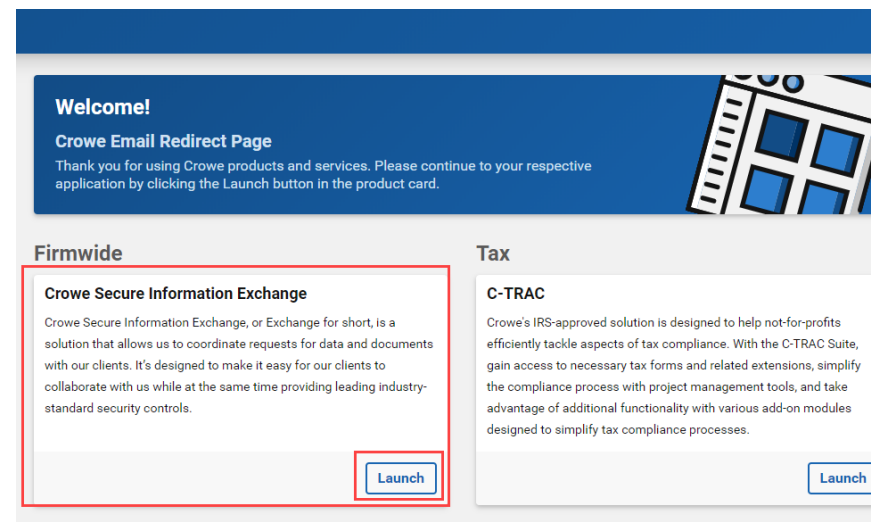 Welcome!
Crowe Email Redirect Page
Thank you for using Crowe products and services. Please continue to your respective
application by clicking the Launch button in the product card.
Firmwide
Crowe Secure Information Exchange
Crowe Secure Information Exchange, or Exchange for short, is a
solution that allows us to coordinate requests for data and documents
with our clients. It's designed to make it easy for our clients to
collaborate with us while at the same time providing leading industry-
standard security controls.
Launch
Tax
C-TRAC
Crowe's IRS-approved solution is designed to help not-for-profits
efficiently tackle aspects of tax compliance. With the C-TRAC Suite,
gain access to necessary tax forms and related extensions, simplify
the compliance process with project management tools, and take
advantage of additional functionality with various add-on modules
designed to simplify tax compliance processes.
Launch